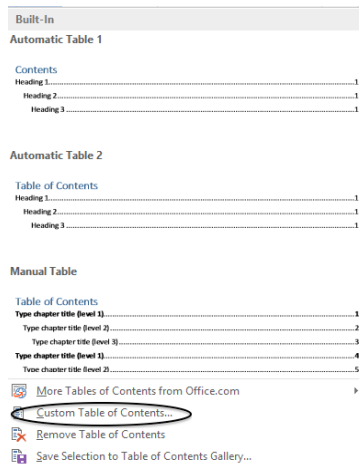 Built-In
Automatic Table 1
Contents
Heading 1...................1
Heading 2...................1
Heading 3...................1
Automatic Table 2
Table of Contents
Heading 1...................1
Heading 2...................1
Heading 3...................1
Manual Table
Table of Contents
Type chapter title (level 1)...................1
Type chapter title (level 2)...................2
Type chapter title (level 3)...................3
Type chapter title (level 1)...................4
Type chapter title (level 2)...................5
More Tables of Contents from Office.com
Custom Table of Contents...
Remove Table of Contents
Save Selection to Table of Contents Gallery...